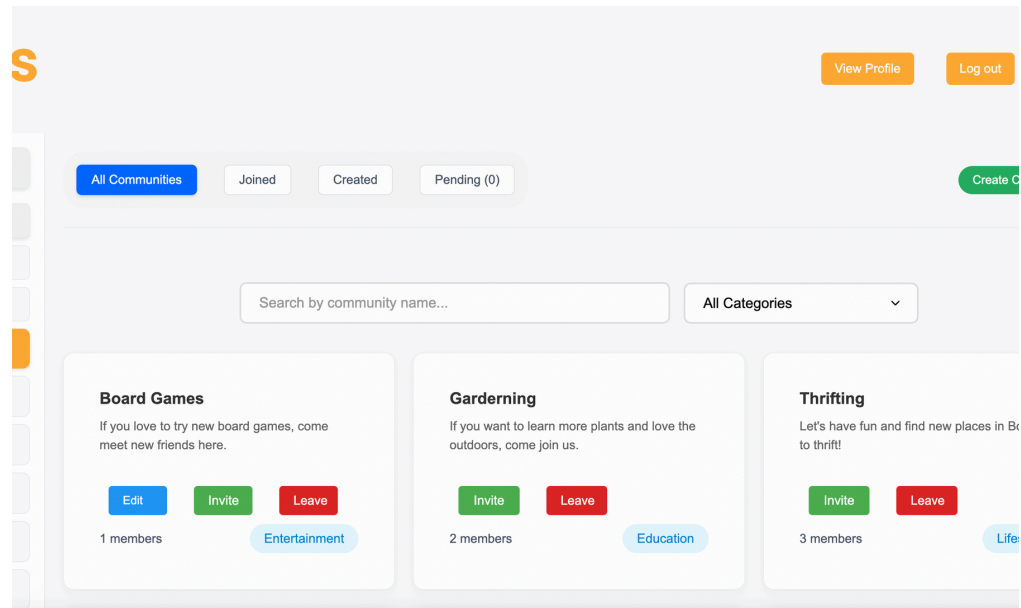 s
View Profile
Log out
All Communities
Joined
Created
Pending (0)
Create C
Search by community name...
All Categories
Board Games
If you love to try new board games, come
meet new friends here.
Edit
Invite
Leave
1 members
Entertainment
Garderning
If you want to learn more plants and love the
outdoors, come join us.
Invite
Leave
2 members
Education
Thrifting
Let's have fun and find new places in Bo
to thrift!
Invite
Leave
3 members
Lifes